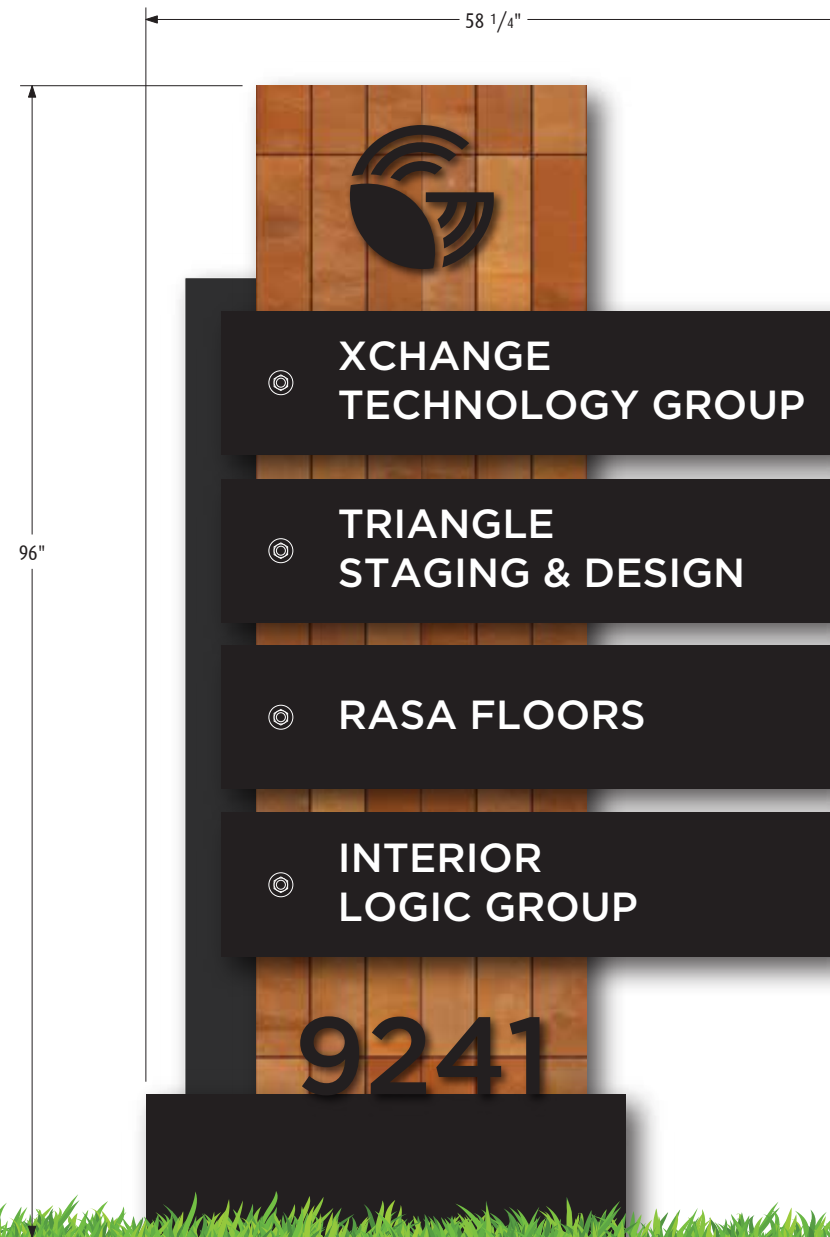 58 1/4"
96"
XCHANGE
TECHNOLOGY GROUP
TRIANGLE
STAGING & DESIGN
RASA FLOORS
INTERIOR
LOGIC GROUP
9241